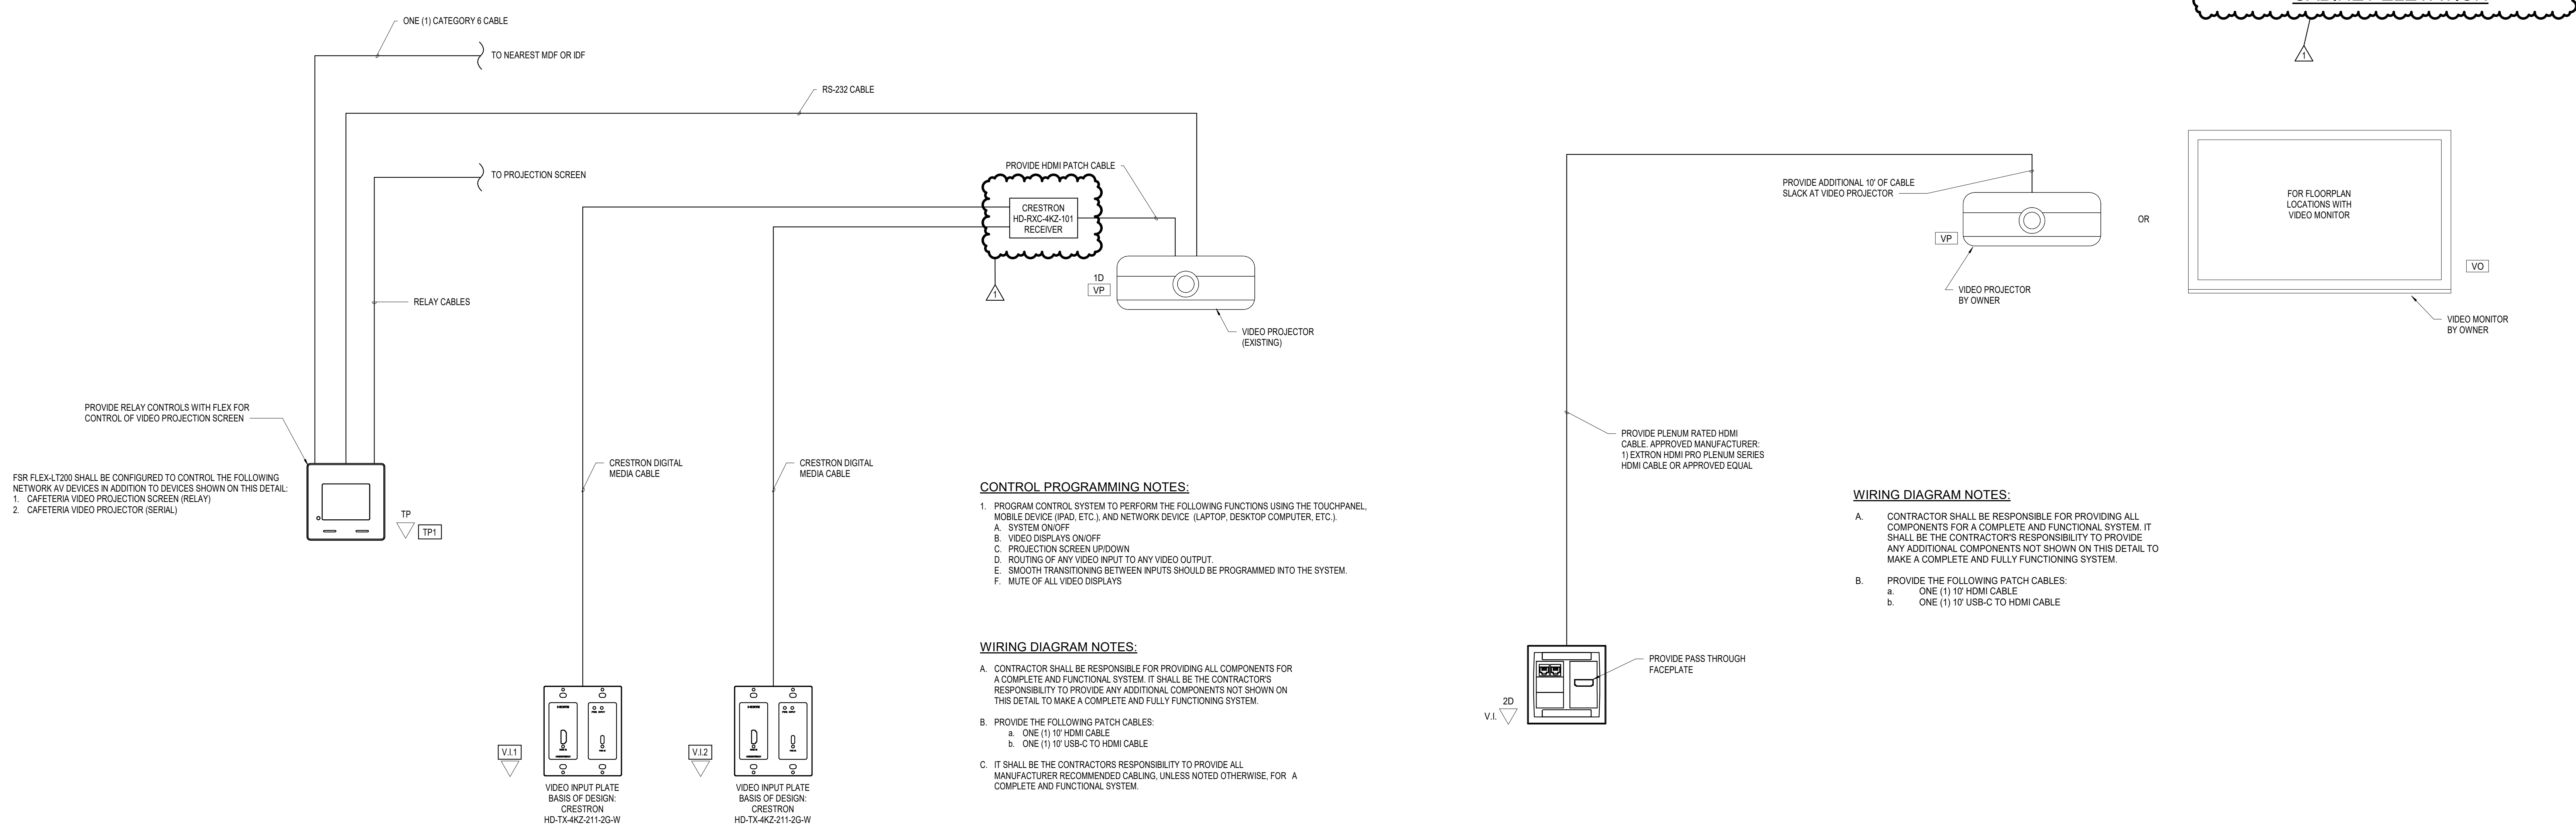 ONE (1) CATEGORY 6 CABLE
TO NEAREST MDF OR IDF
RS-232 CABLE
TO PROJECTION SCREEN
PROVIDE HDMI PATCH CABLE
CRESTRON
HD-RXC-4KZ-101
RECEIVER
1
1D
VP
VIDEO PROJECTOR
(EXISTING)
RELAY CABLES
PROVIDE RELAY CONTROLS WITH FLEX FOR
CONTROL OF VIDEO PROJECTION SCREEN
FSR FLEX-LT200 SHALL BE CONFIGURED TO CONTROL THE FOLLOWING
NETWORK AV DEVICES IN ADDITION TO DEVICES SHOWN ON THIS DETAIL:
1. CAFETERIA VIDEO PROJECTION SCREEN (RELAY)
2. CAFETERIA VIDEO PROJECTOR (SERIAL)
TP
TP1
CRESTRON DIGITAL
MEDIA CABLE
CRESTRON DIGITAL
MEDIA CABLE
V.I.1
VIDEO INPUT PLATE
BASIS OF DESIGN:
CRESTRON
HD-TX-4KZ-211-2G-W
V.I.2
VIDEO INPUT PLATE
BASIS OF DESIGN:
CRESTRON
HD-TX-4KZ-211-2G-W
CONTROL PROGRAMMING NOTES:
1. PROGRAM CONTROL SYSTEM TO PERFORM THE FOLLOWING FUNCTIONS USING THE TOUCHPANEL,
MOBILE DEVICE (IPAD, ETC.), AND NETWORK DEVICE (LAPTOP, DESKTOP COMPUTER, ETC.).
A. SYSTEM ON/OFF
B. VIDEO DISPLAYS ON/OFF
C. PROJECTION SCREEN UP/DOWN
D. ROUTING OF ANY VIDEO INPUT TO ANY VIDEO OUTPUT.
E. SMOOTH TRANSITIONING BETWEEN INPUTS SHOULD BE PROGRAMMED INTO THE SYSTEM.
F. MUTE OF ALL VIDEO DISPLAYS
WIRING DIAGRAM NOTES:
A. CONTRACTOR SHALL BE RESPONSIBLE FOR PROVIDING ALL COMPONENTS FOR
A COMPLETE AND FUNCTIONAL SYSTEM. IT SHALL BE THE CONTRACTOR'S
RESPONSIBILITY TO PROVIDE ANY ADDITIONAL COMPONENTS NOT SHOWN ON
THIS DETAIL TO MAKE A COMPLETE AND FULLY FUNCTIONING SYSTEM.
B. PROVIDE THE FOLLOWING PATCH CABLES:
a. ONE (1) 10' HDMI CABLE
b. ONE (1) 10' USB-C TO HDMI CABLE
C. IT SHALL BE THE CONTRACTORS RESPONSIBILITY TO PROVIDE ALL
MANUFACTURER RECOMMENDED CABLING, UNLESS NOTED OTHERWISE, FOR A
COMPLETE AND FUNCTIONAL SYSTEM.
1
PROVIDE ADDITIONAL 10' OF CABLE
SLACK AT VIDEO PROJECTOR
VP
VIDEO PROJECTOR
BY OWNER
OR
FOR FLOORPLAN
LOCATIONS WITH
VIDEO MONITOR
VO
VIDEO MONITOR
BY OWNER
PROVIDE PLENUM RATED HDMI
CABLE. APPROVED MANUFACTURER:
1) EXTRON HDMI PRO PLENUM SERIES
HDMI CABLE OR APPROVED EQUAL
PROVIDE PASS THROUGH
FACEPLATE
2D
V.I.
WIRING DIAGRAM NOTES:
A. CONTRACTOR SHALL BE RESPONSIBLE FOR PROVIDING ALL
COMPONENTS FOR A COMPLETE AND FUNCTIONAL SYSTEM. IT
SHALL BE THE CONTRACTOR'S RESPONSIBILITY TO PROVIDE
ANY ADDITIONAL COMPONENTS NOT SHOWN ON THIS DETAIL TO
MAKE A COMPLETE AND FULLY FUNCTIONING SYSTEM.
B. PROVIDE THE FOLLOWING PATCH CABLES:
a. ONE (1) 10' HDMI CABLE
b. ONE (1) 10' USB-C TO HDMI CABLE